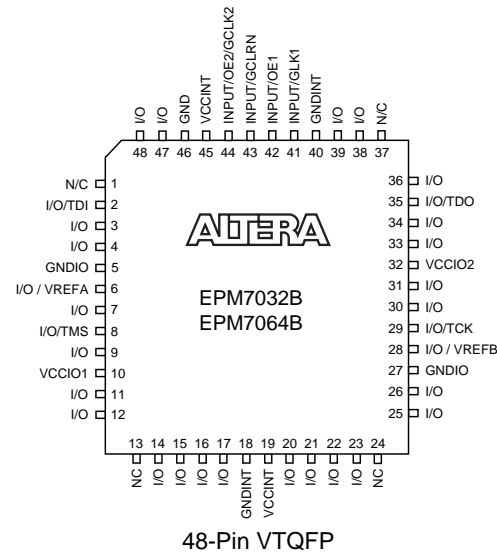 I/O
I/O
GND
VCCINT
INPUT/OE2/GCLK2
INPUT/GCLRN
INPUT/OE1
INPUT/GLK1
GNDINT
I/O
I/O
N/C
48 47 46 45 44 43 42 41 40 39 38 37
N/C 1
I/O/TDI 2
I/O 3
I/O 4
GNDIO 5
I/O / VREFA 6
I/O 7
I/O/TMS 8
I/O 9
VCCIO1 10
I/O 11
I/O 12
ALTERA
EPM7032B
EPM7064B
36 I/O
35 I/O/TDO
34 I/O
33 I/O
32 VCCIO2
31 I/O
30 I/O
29 I/O/TCK
28 I/O / VREFB
27 GNDIO
26 I/O
25 I/O
13 14 15 16 17 18 19 20 21 22 23 24
NC
I/O
I/O
I/O
I/O
GNDINT
VCCINT
I/O
I/O
I/O
I/O
NC
48-Pin VTQFP